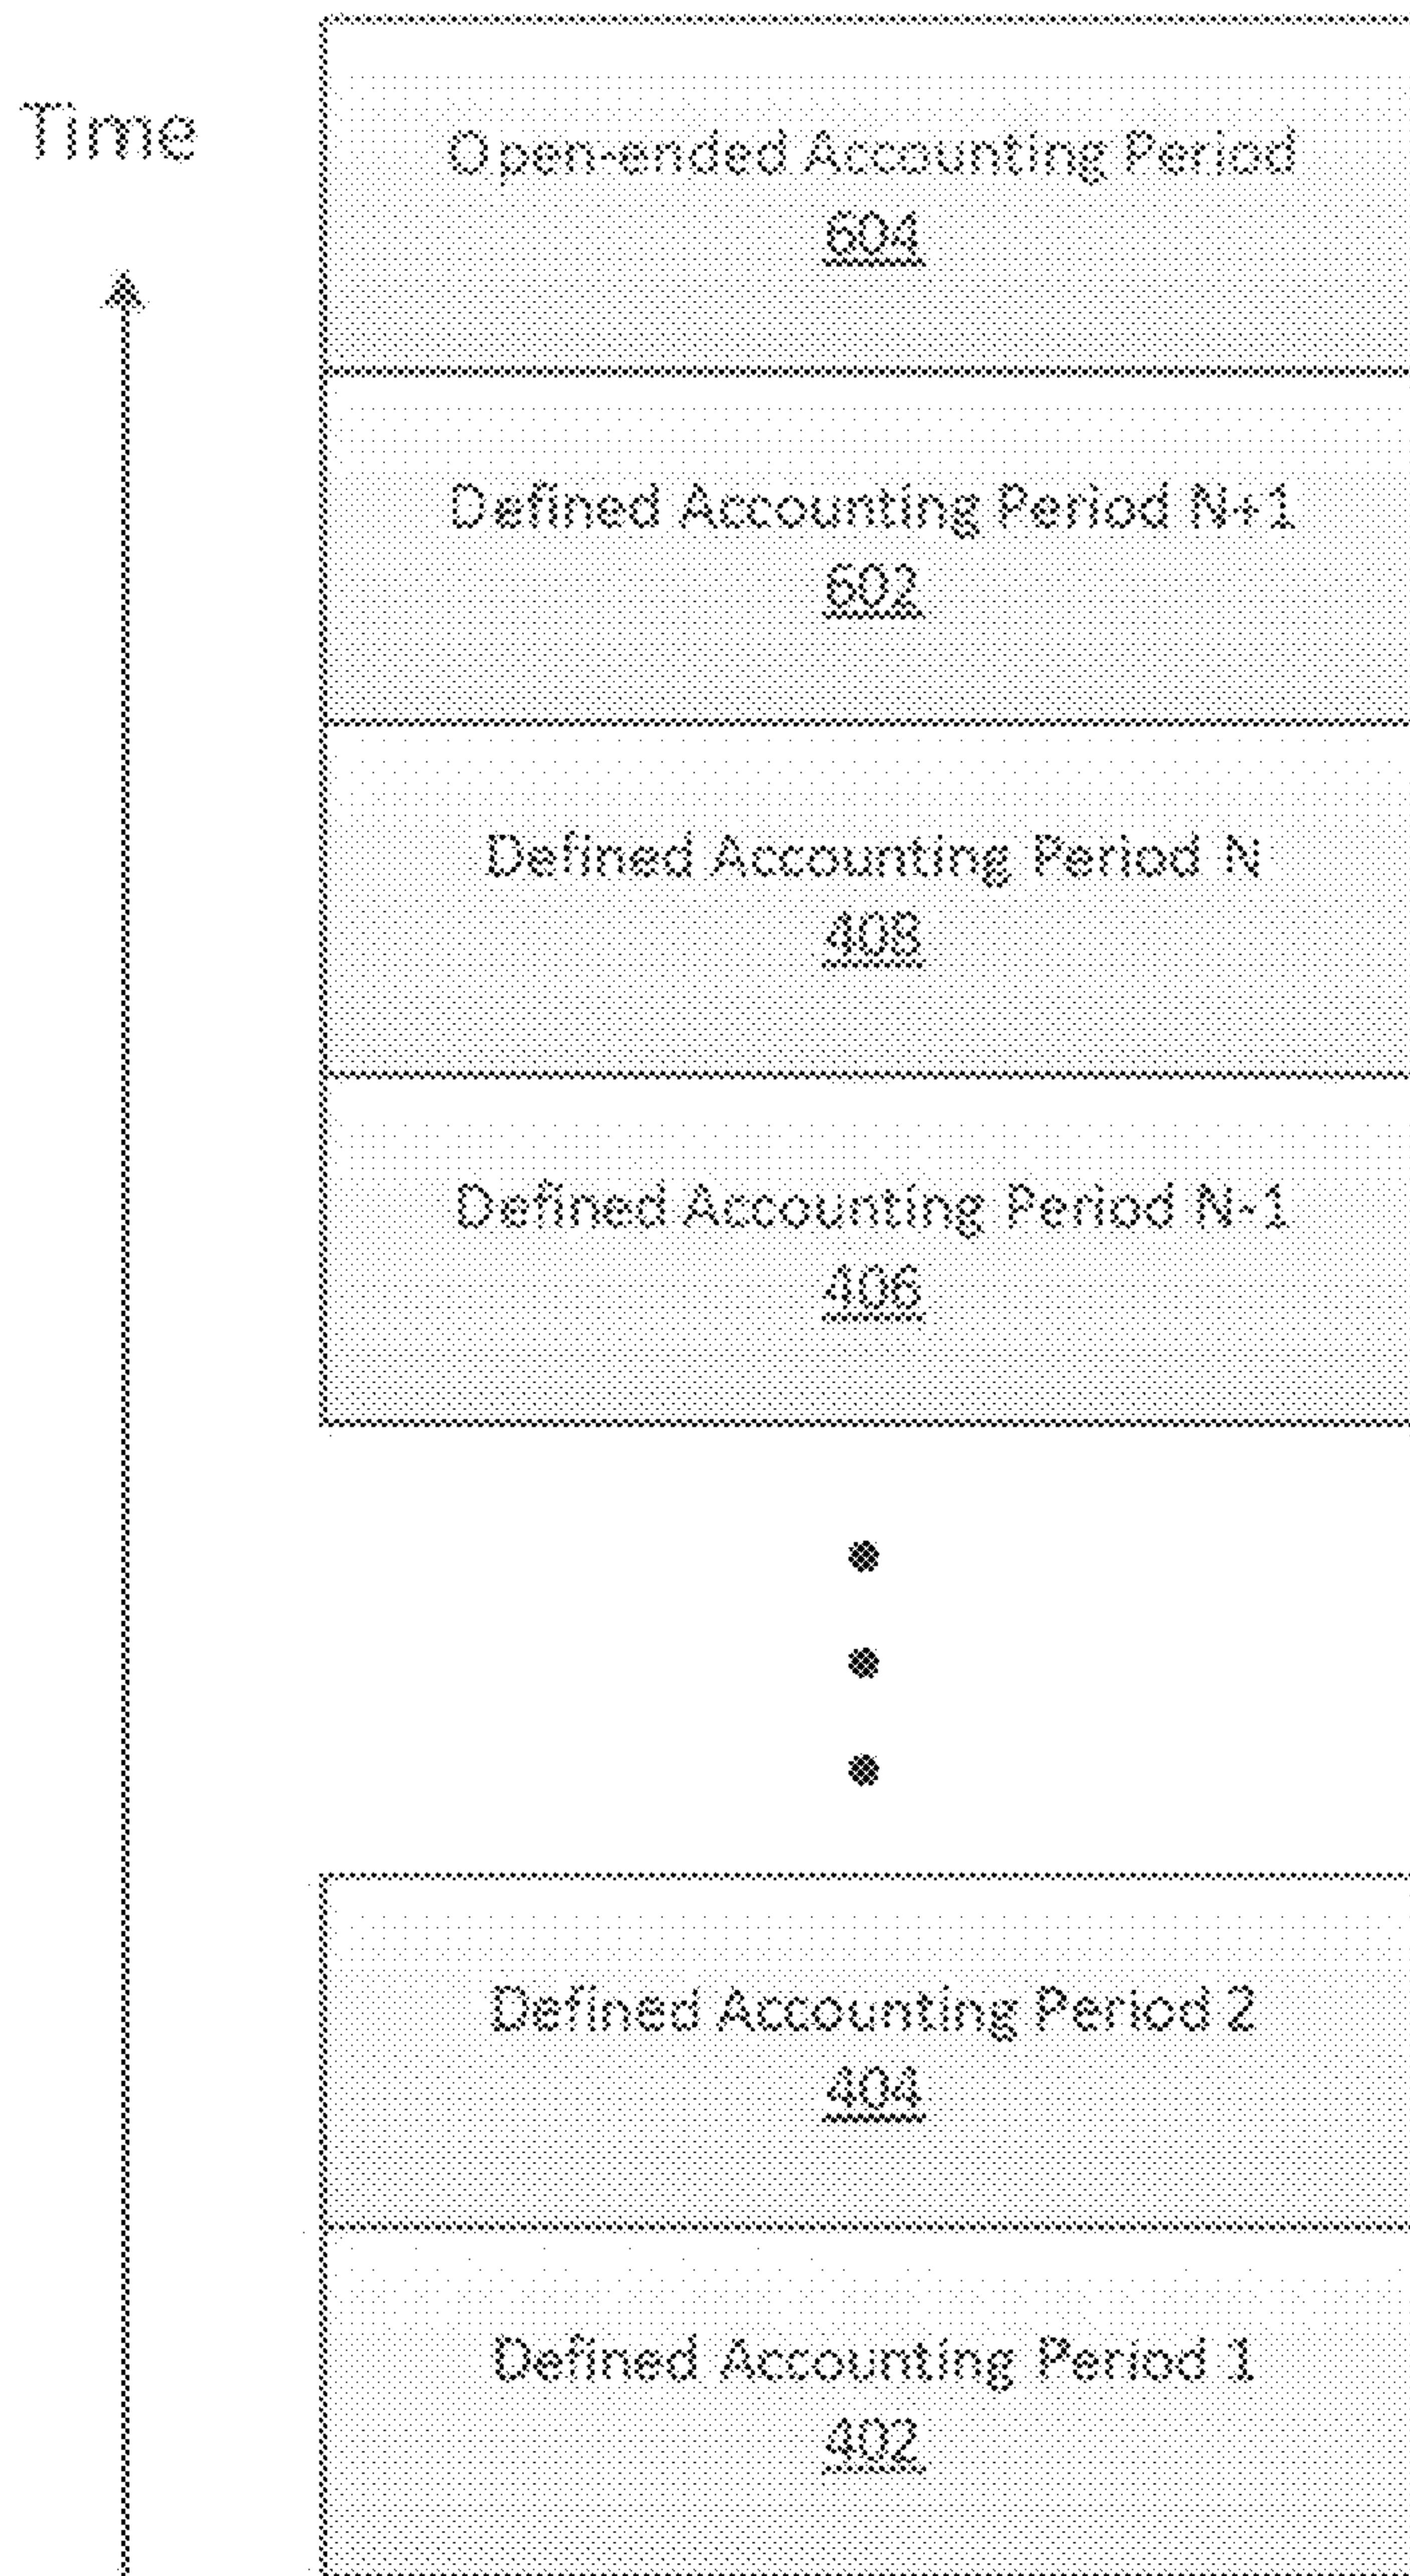 Time
Open-ended Accounting Period
604
Defined Accounting Period N+1
602
Defined Accounting Period N
408
Defined Accounting Period N-1
406
Defined Accounting Period 2
404
Defined Accounting Period 1
402